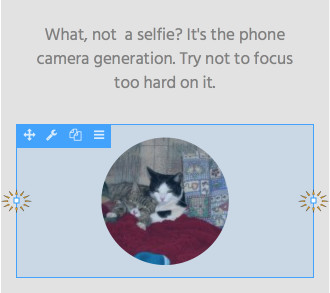 What, not  a selfie? It's the phone
camera generation. Try not to focus
too hard on it.